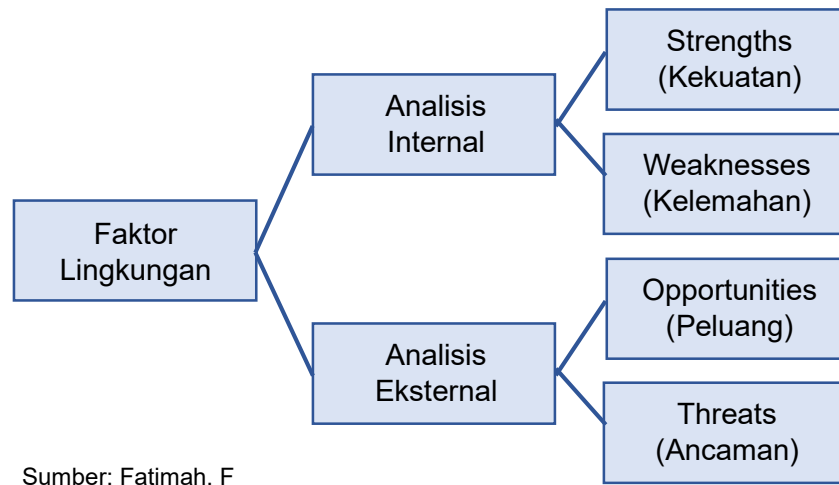 Strengths
(Kekuatan)
Analisis
Internal
Weaknesses
(Kelemahan)
Faktor
Lingkungan
Opportunities
(Peluang)
Analisis
Eksternal
Threats
(Ancaman)
Sumber: Fatimah, F